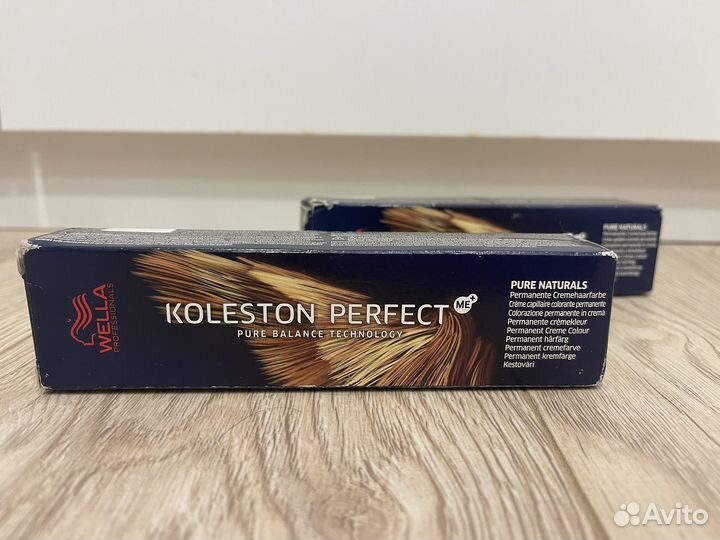 WELLA
PROFESSIONALS
KOLESTON PERFECT ME+
PURE BALANCE TECHNOLOGY
PURE NATURALS
Permanente Cremehaarfarbe
Crème capillaire colorante permanente
Colorazione permanente in crema
Permanente crèmekleur
Permanent Creme Colour
Permanent hårfärg
Permanent cremefarve
Permanent kremfarge
Kestoväri
PURE NATURALS
Avito